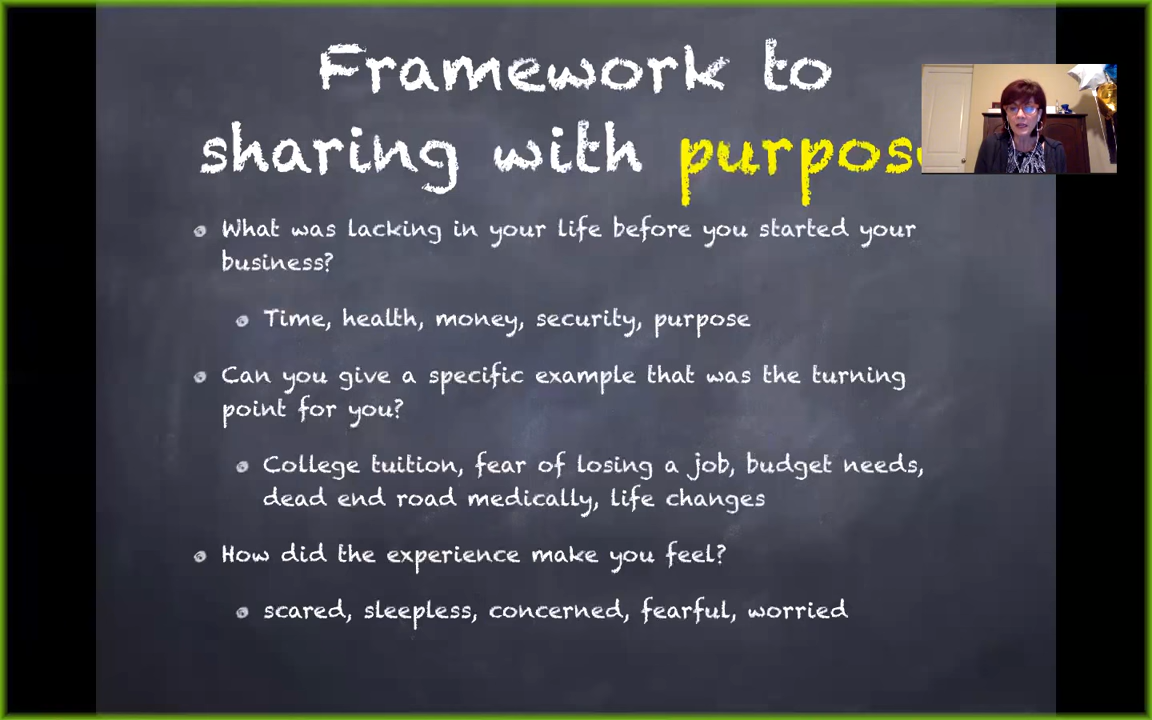 Framework to
sharing with purpos
What was lacking in your life before you started your
business?
Time, health, money, security, purpose
Can you give a specific example that was the turning
point for you?
College tuition, fear of losing a job, budget needs,
dead end road medically, life changes
How did the experience make you feel?
scared, sleepless, concerned, fearful, worried